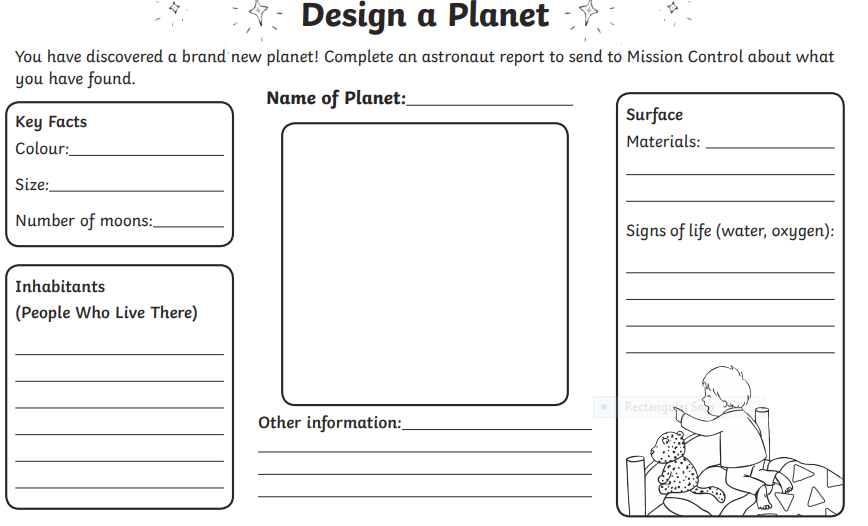 Design a Planet
You have discovered a brand new planet! Complete an astronaut report to send to Mission Control about what
you have found.
Key Facts
Colour:
Size:
Number of moons:
Inhabitants
(People Who Live There)
Name of Planet:
Other information:
Surface
Materials:
Signs of life (water, oxygen):
Rectangular